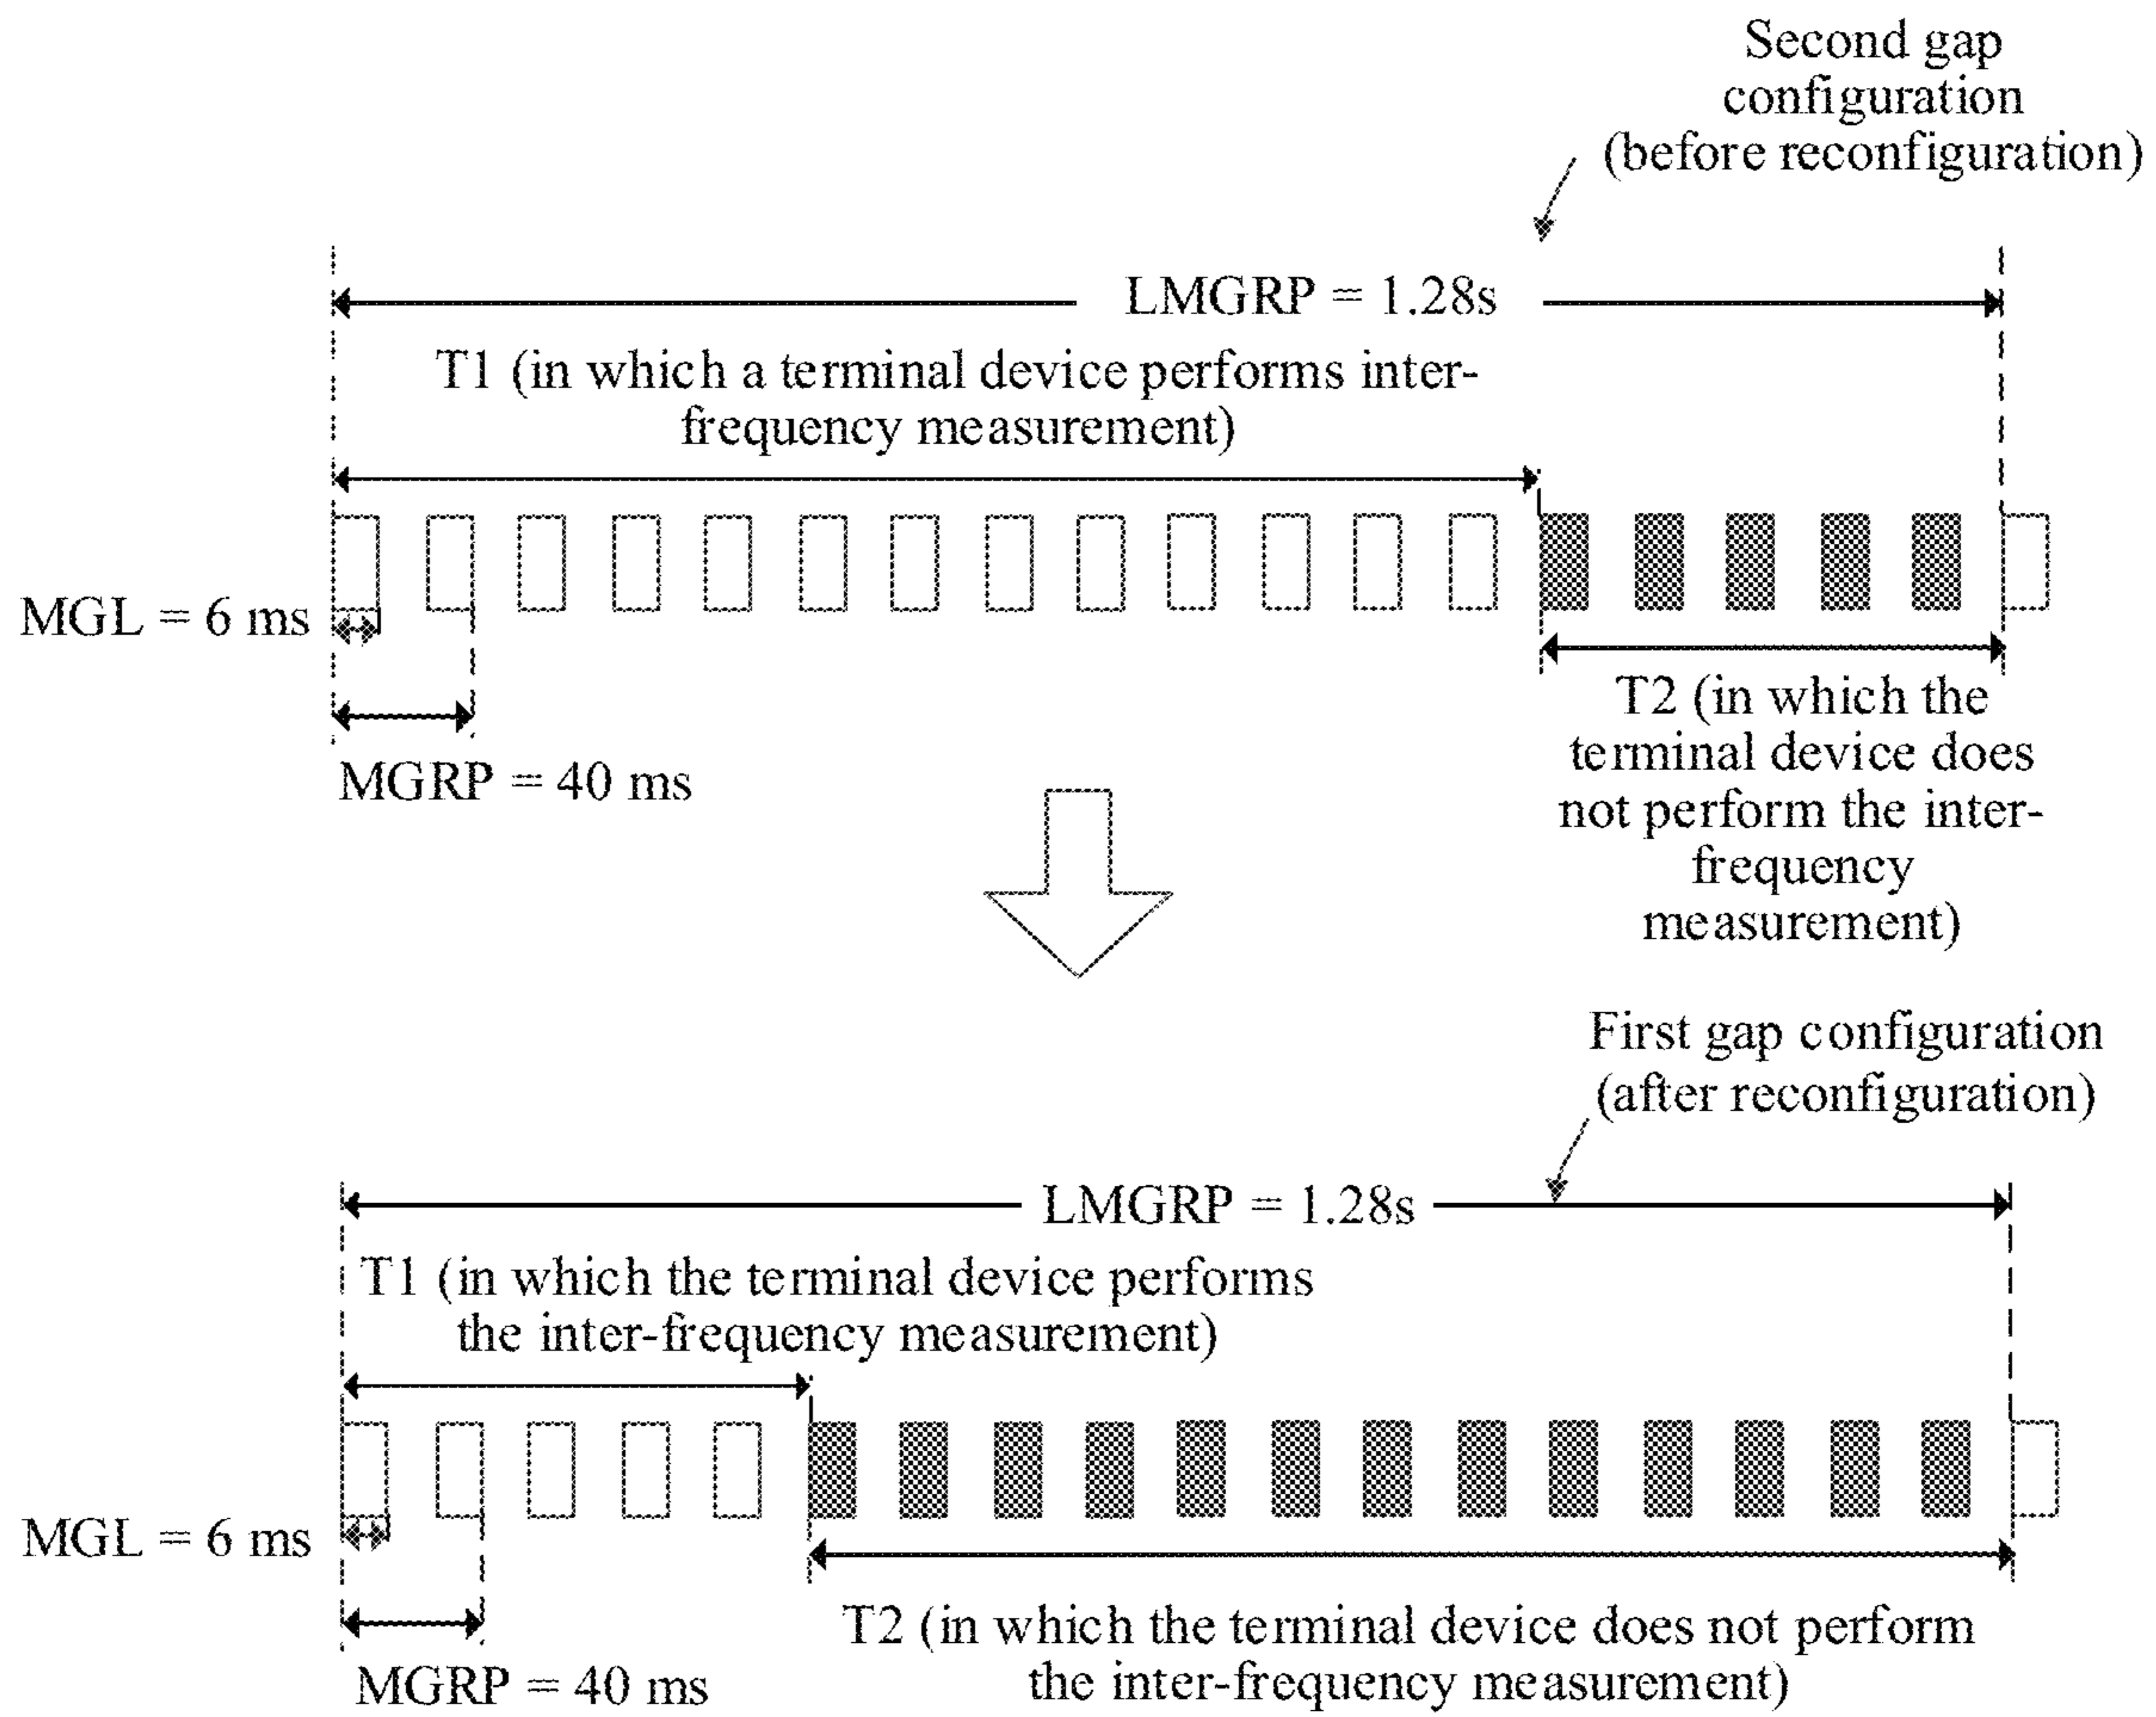 Second gap
configuration
(before reconfiguration)
LMGRP = 1.28s
T1 (in which a terminal device performs inter-
frequency measurement)
MGL = 6 ms
MGRP = 40 ms
T2 (in which the
terminal device does
not perform the inter-
frequency
measurement)
First gap configuration
(after reconfiguration)
LMGRP = 1.28s
T1 (in which the terminal device performs
the inter-frequency measurement)
MGL = 6 ms
MGRP = 40 ms
T2 (in which the terminal device does not perform
the inter-frequency measurement)